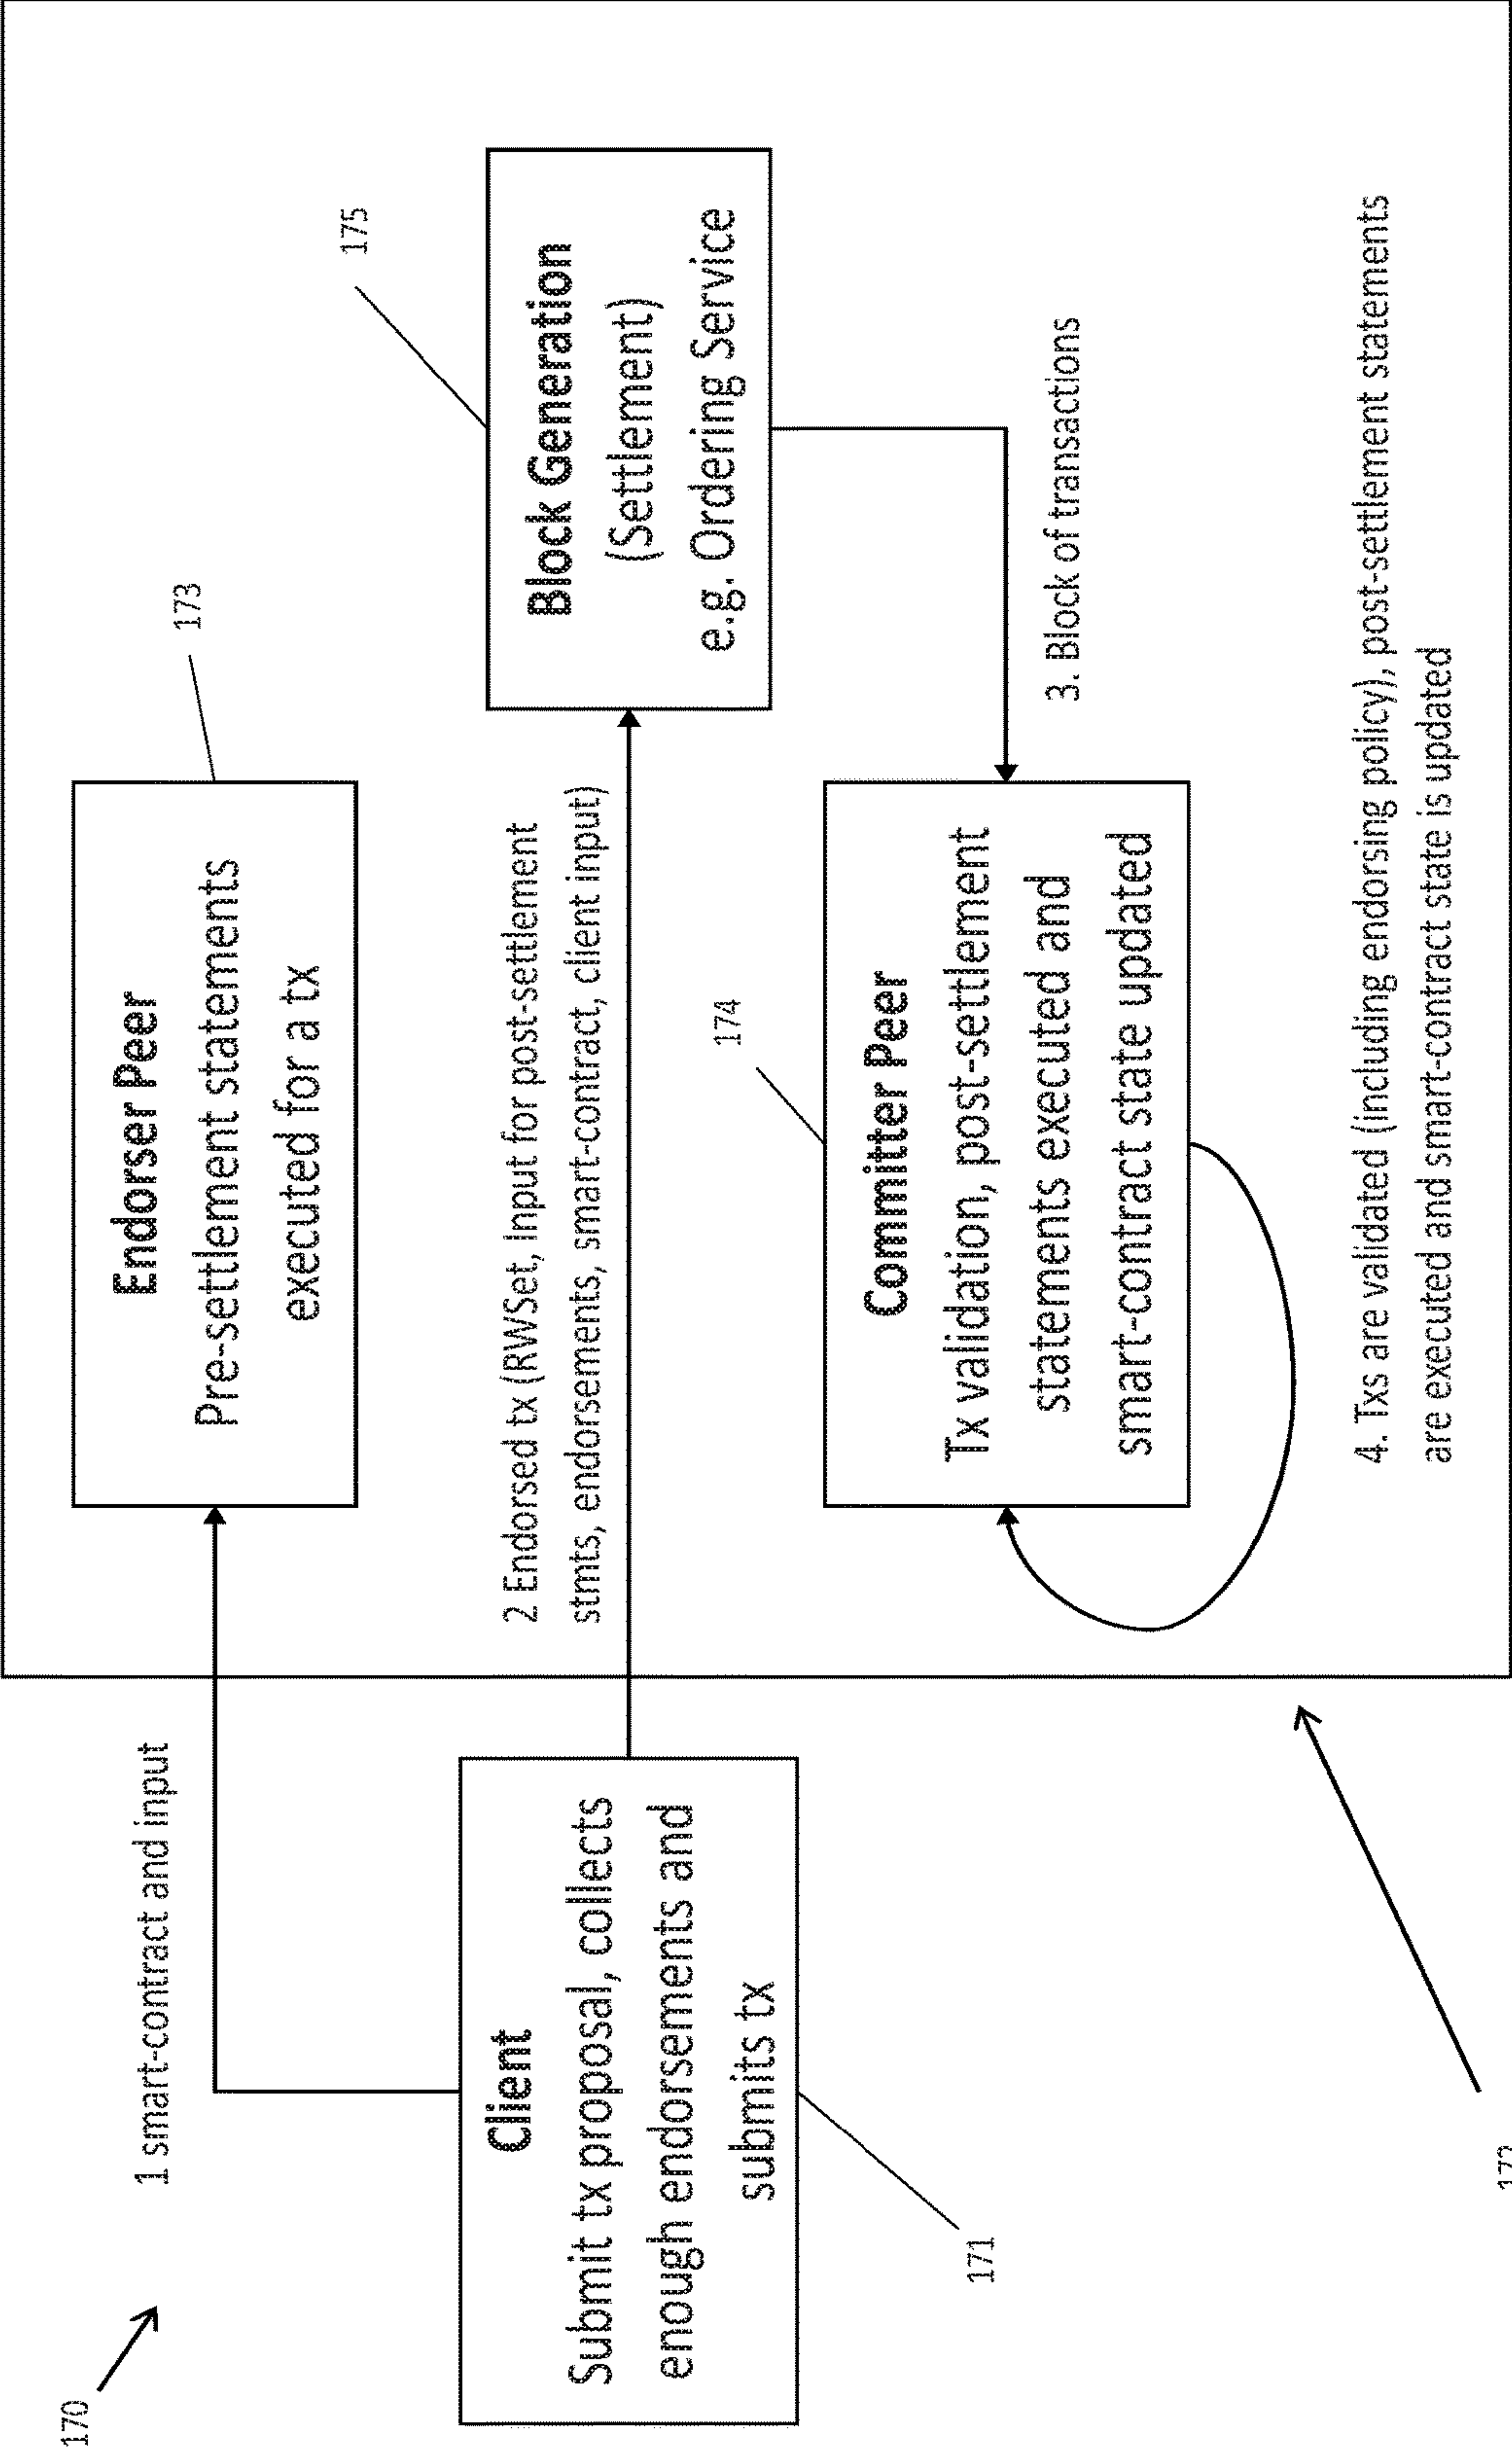 170
1 smart-contract and input
Client
Submit tx proposal, collects
enough endorsements and
submits tx
171
172
Endorser Peer
Pre-settlement statements
executed for a tx
173
2 Endorsed tx (RWSet, input for post-settlement
stmts, endorsements, smart-contract, client input)
Block Generation
(Settlement)
e.g. Ordering Service
175
174
Committer Peer
Tx validation, post-settlement
statements executed and
smart-contract state updated
3. Block of transactions
4. Txs are validated (including endorsing policy), post-settlement statements
are executed and smart-contract state is updated